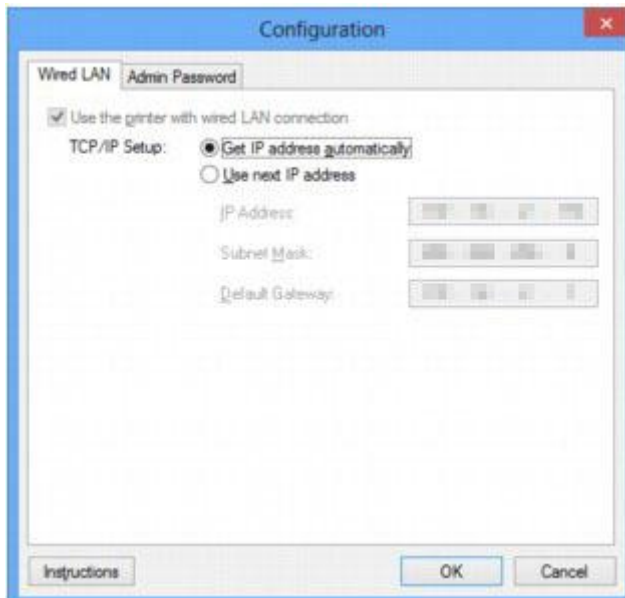 Configuration
Wired LAN
Admin Password
Use the printer with wired LAN connection
TCP/IP Setup:
Get IP address automatically
Use next IP address
IP Address:
Subnet Mask:
Default Gateway:
Instructions
OK
Cancel